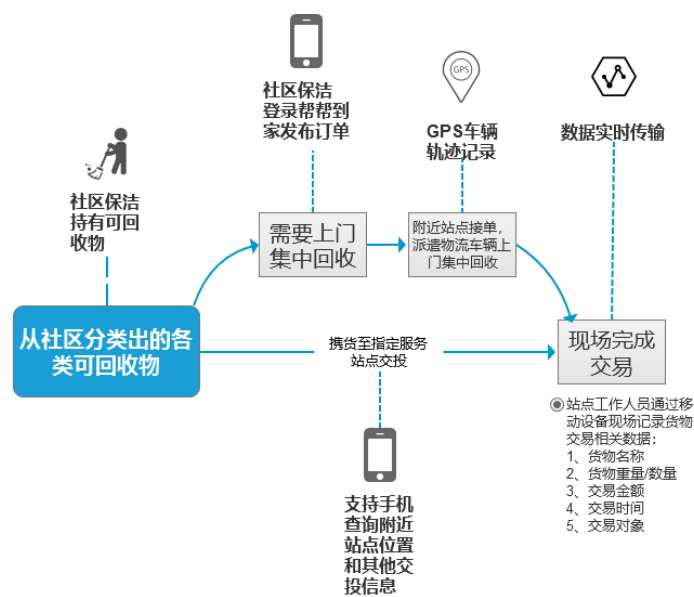 社区保洁
登录帮帮到
家发布订单
GPS
GPS车辆
轨迹记录
数据实时传输
社区保洁
持有可回
收物
需要上门
集中回收
附近站点接单，
派遣物流车辆上
门集中回收
从社区分类出的各
类可回收物
携货至指定服务
站点交投
现场完成
交易
站点工作人员通过移
动设备现场记录货物
交易相关数据：
1、货物名称
2、货物重量/数量
3、交易金额
4、交易时间
5、交易对象
支持手机
查询附近
站点位置
和其他交
投信息